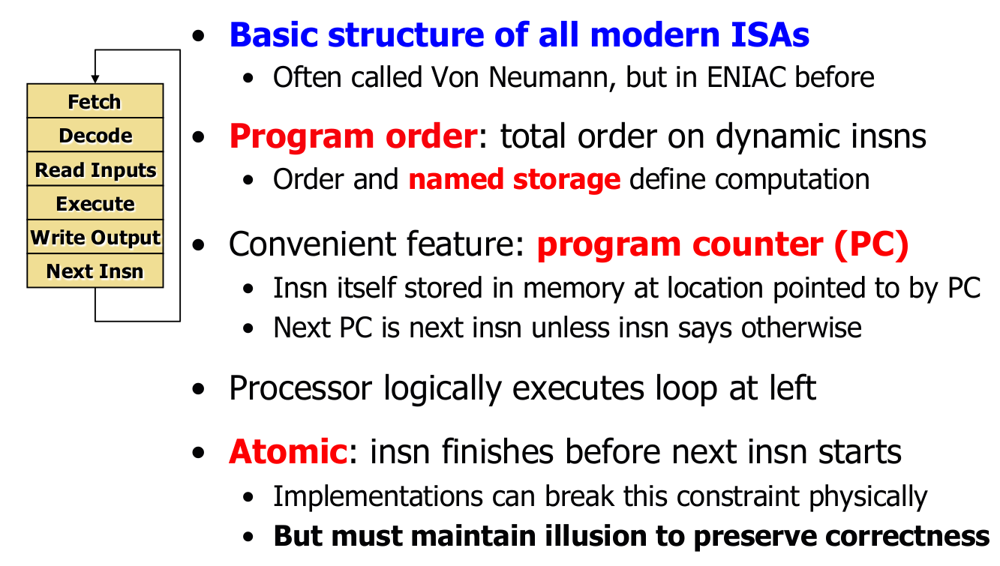 Fetch
Decode
Read Inputs
Execute
Write Output
Next Insn
• Basic structure of all modern ISAs
• Often called Von Neumann, but in ENIAC before
• Program order: total order on dynamic insns
• Order and named storage define computation
• Convenient feature: program counter (PC)
• Insn itself stored in memory at location pointed to by PC
• Next PC is next insn unless insn says otherwise
• Processor logically executes loop at left
• Atomic: insn finishes before next insn starts
• Implementations can break this constraint physically
• But must maintain illusion to preserve correctness